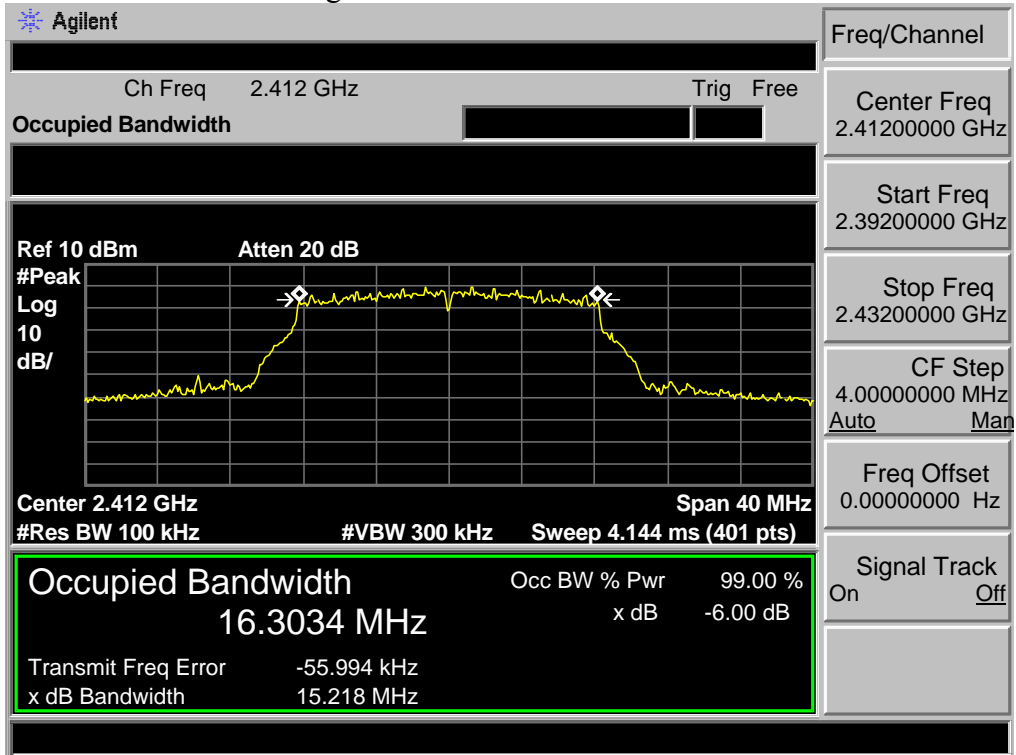 Agilent
Freq/Channel
Ch Freq 2.412 GHz Trig Free
Occupied Bandwidth
Center Freq
2.41200000 GHz
Start Freq
2.39200000 GHz
Stop Freq
2.43200000 GHz
CF Step
4.00000000 MHz
Auto Man
Freq Offset
0.00000000 Hz
Signal Track
On Off
Ref 10 dBm Atten 20 dB
#Peak
Log
10
dB/
Center 2.412 GHz Span 40 MHz
#Res BW 100 kHz #VBW 300 kHz Sweep 4.144 ms (401 pts)
Occupied Bandwidth Occ BW % Pwr 99.00 %
16.3034 MHz x dB -6.00 dB
Transmit Freq Error -55.994 kHz
x dB Bandwidth 15.218 MHz